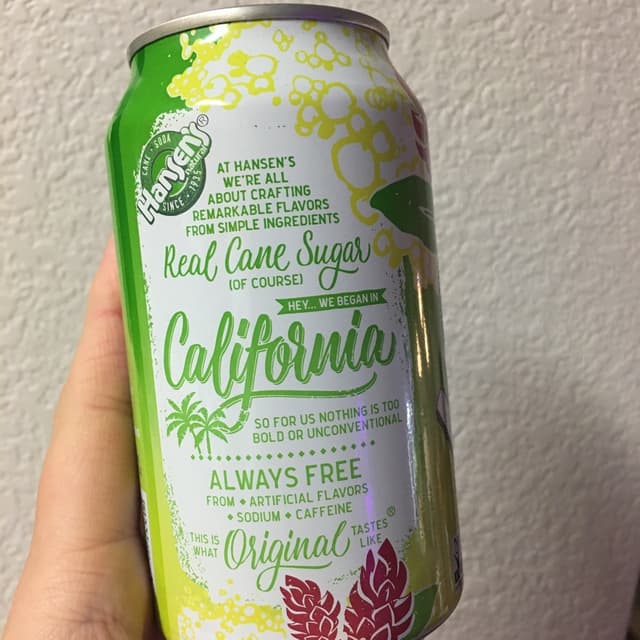 CANE SODA
HANSEN'S®
AT HANSEN'S
WE'RE ALL
ABOUT CRAFTING
REMARKABLE FLAVORS
FROM SIMPLE INGREDIENTS
Real Cane Sugar
(OF COURSE)
HEY... WE BEGAN IN
California
SO FOR US NOTHING IS TOO
BOLD OR UNCONVENTIONAL
ALWAYS FREE
FROM + ARTIFICIAL FLAVORS
+ SODIUM + CAFFEINE
THIS IS WHAT Original TASTES LIKE®